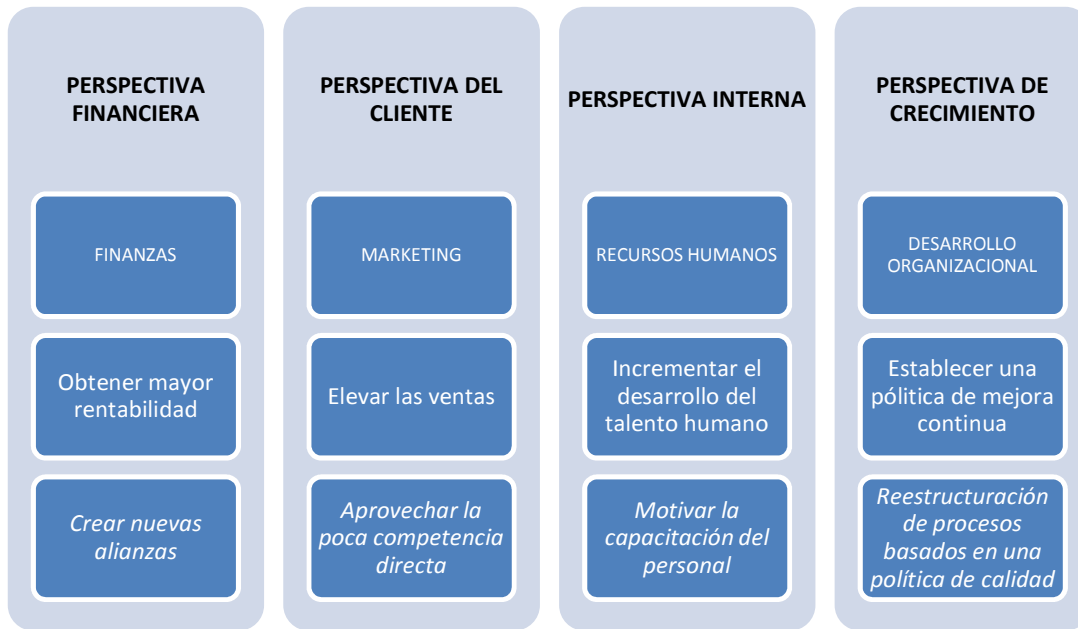 PERSPECTIVA
FINANCIERA
FINANZAS
Obtener mayor
rentabilidad
Crear nuevas
alianzas
PERSPECTIVA DEL
CLIENTE
MARKETING
Elevar las ventas
Aprovechar la
poca competencia
directa
PERSPECTIVA INTERNA
RECURSOS HUMANOS
Incrementar el
desarrollo del
talento humano
Motivar la
capacitación del
personal
PERSPECTIVA DE
CRECIMIENTO
DESARROLLO
ORGANIZACIONAL
Establecer una
pólitica de mejora
continua
Reestructuración
de procesos
basados en una
política de calidad